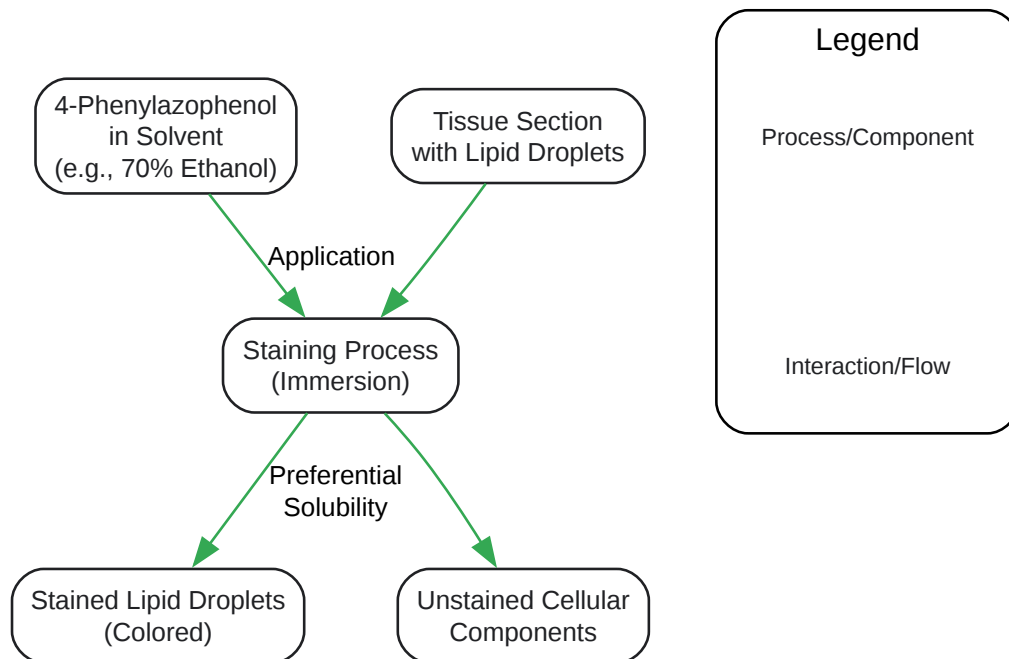 4-Phenylazophenol
in Solvent
(e.g., 70% Ethanol)
Tissue Section
with Lipid Droplets
Application
Staining Process
(Immersion)
Preferential
Solubility
Stained Lipid Droplets
(Colored)
Unstained Cellular
Components
Legend
Process/Component
Interaction/Flow